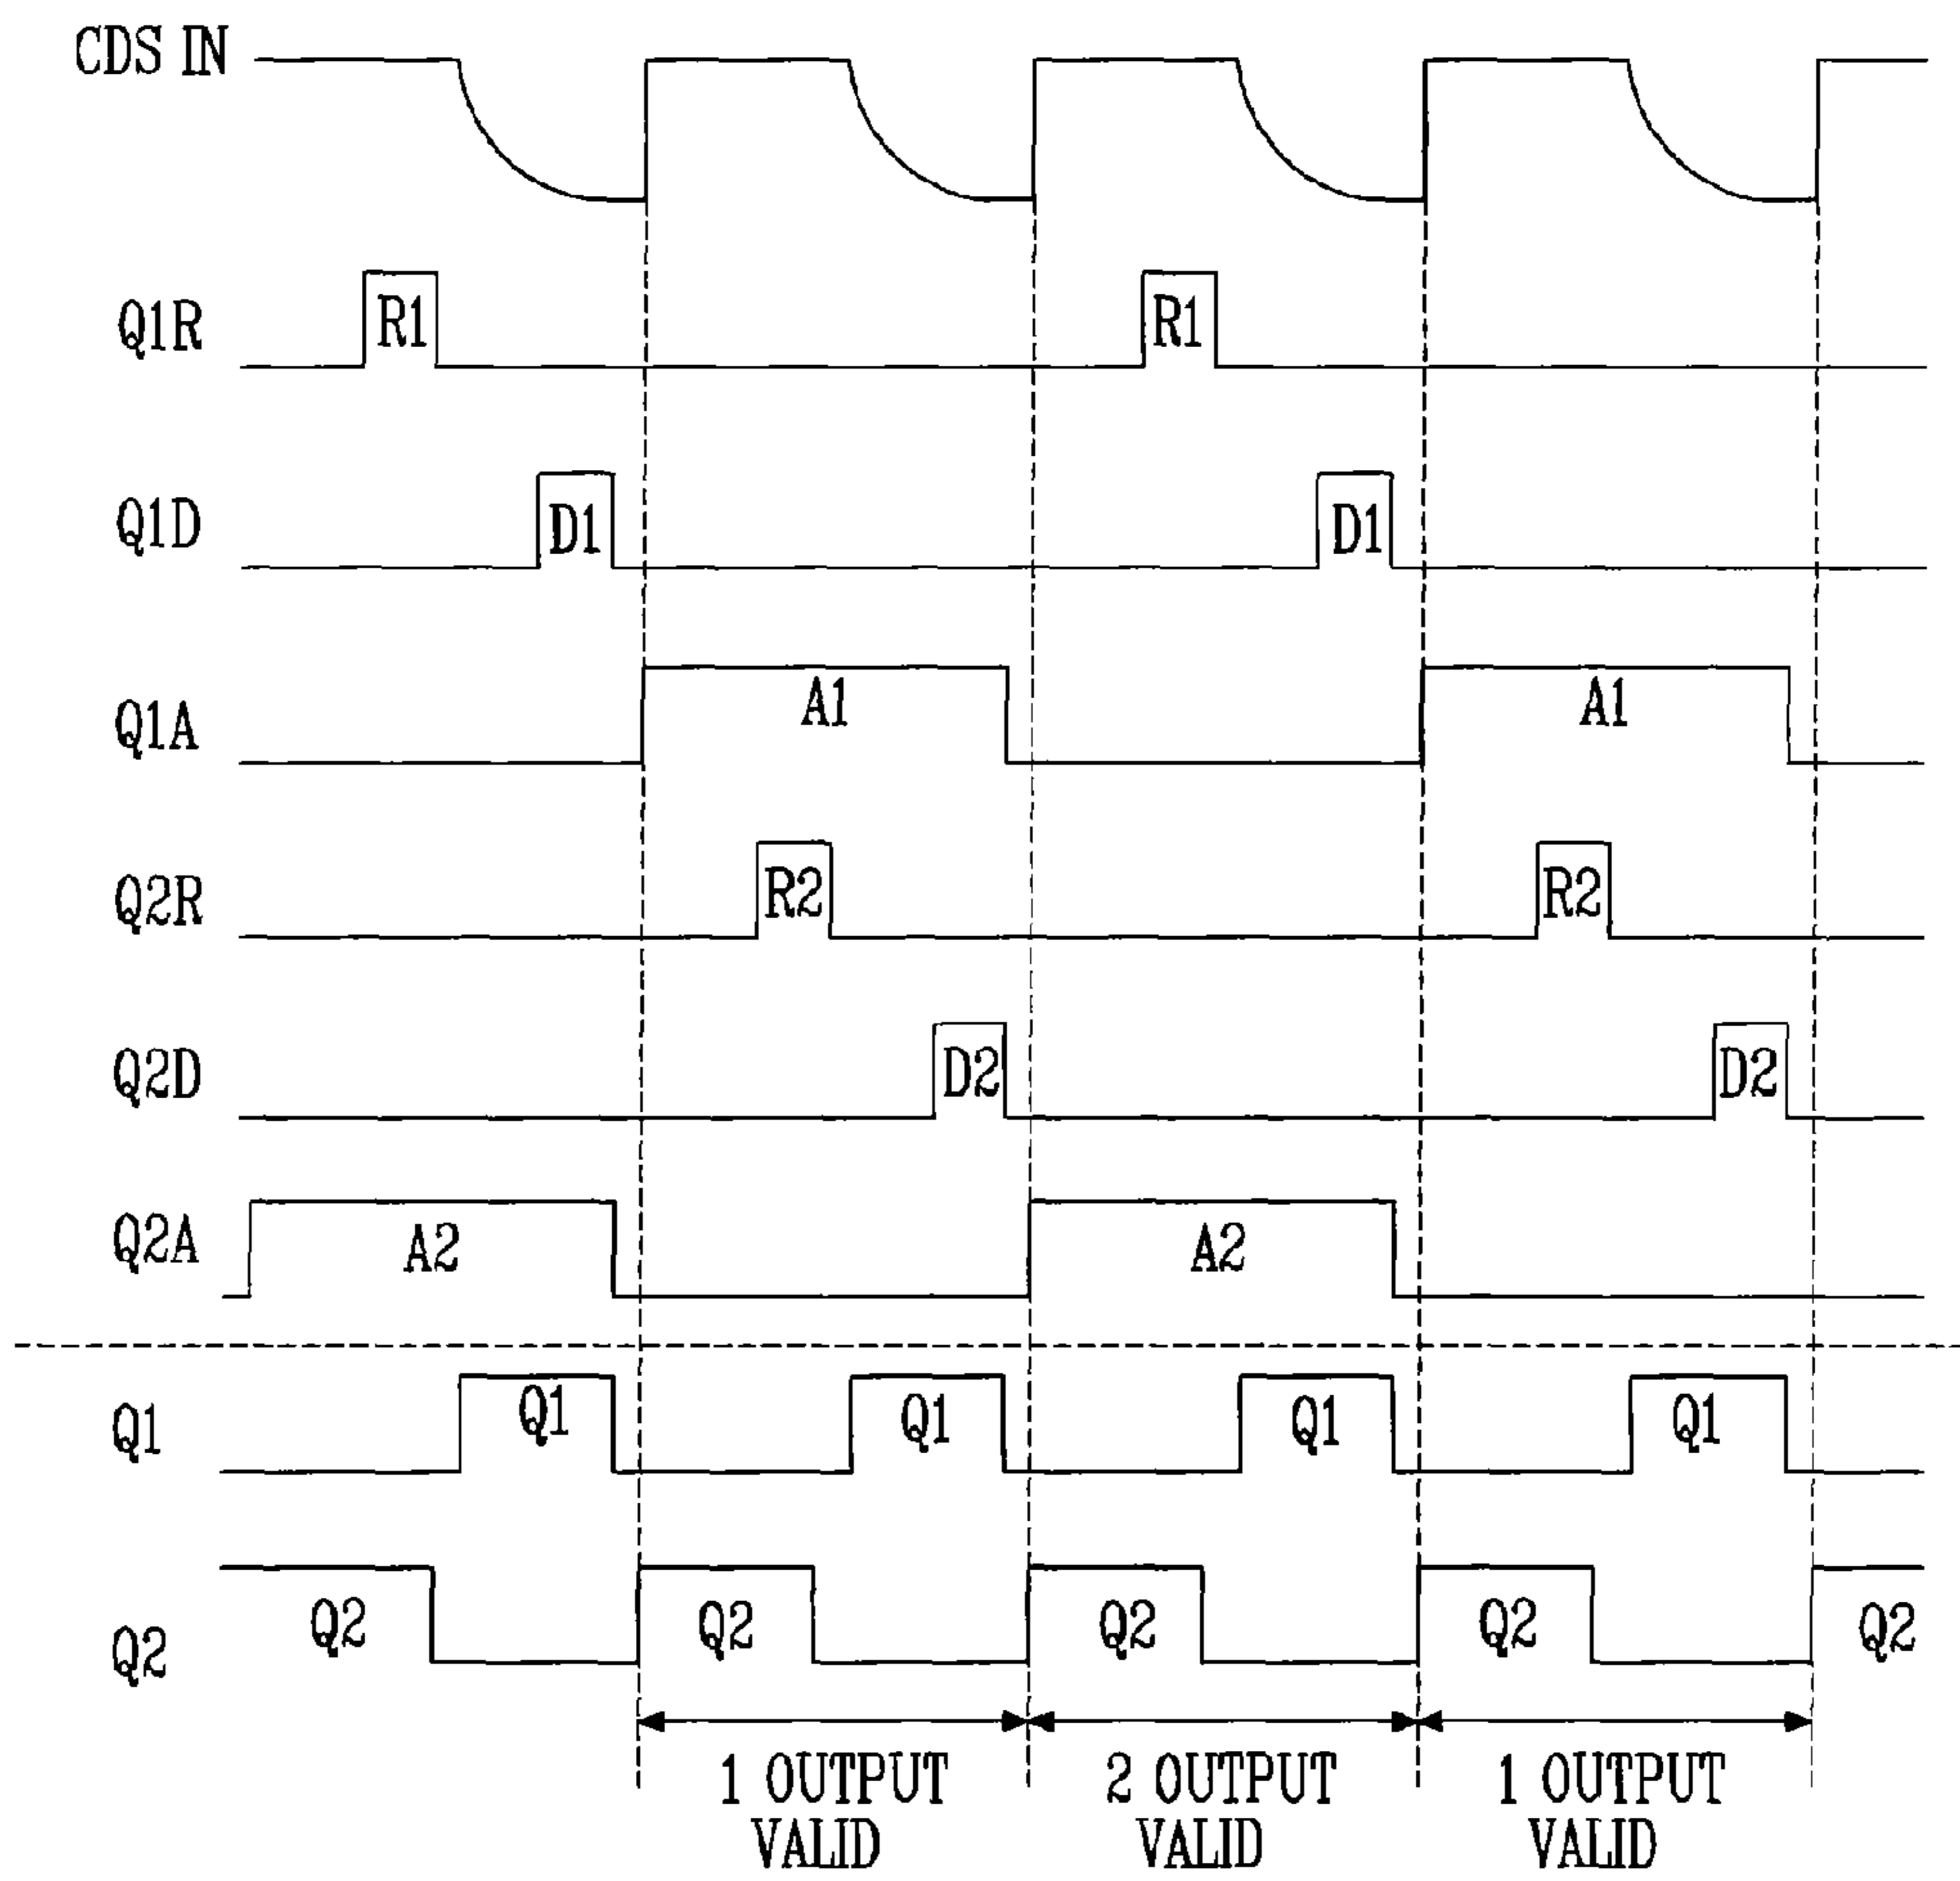 CDS IN
Q1R R1 R1
Q1D D1 D1
Q1A A1 A1
Q2R R2 R2
Q2D D2 D2
Q2A A2 A2
Q1 Q1 Q1 Q1 Q1
Q2 Q2 Q2 Q2 Q2 Q2
1 OUTPUT VALID
2 OUTPUT VALID
1 OUTPUT VALID